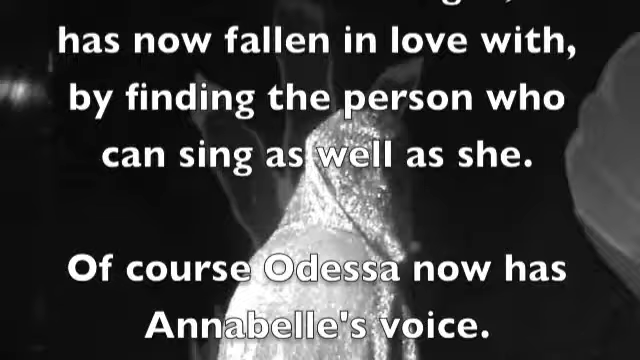 has now fallen in love with,
by finding the person who
can sing as well as she.
Of course Odessa now has
Annabelle's voice.